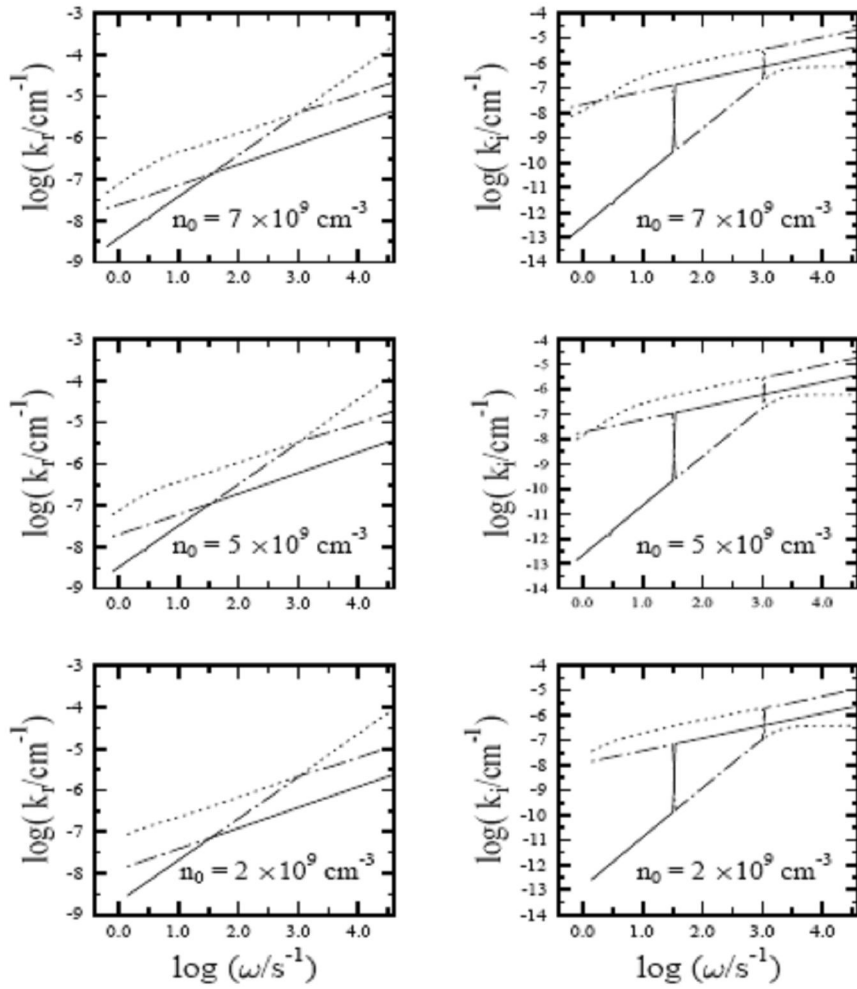 -3
-4
-5
-6
-7
-8
-9
log( k_r/cm^-1)
n_0 = 7 ×10^9 cm^-3
0.0 1.0 2.0 3.0 4.0
-4
-5
-6
-7
-8
-9
-10
-11
-12
-13
-14
log( k_i/cm^-1)
n_0 = 7 ×10^9 cm^-3
0.0 1.0 2.0 3.0 4.0
-3
-4
-5
-6
-7
-8
-9
log( k_r/cm^-1)
n_0 = 5 ×10^9 cm^-3
0.0 1.0 2.0 3.0 4.0
-4
-5
-6
-7
-8
-9
-10
-11
-12
-13
-14
log( k_i/cm^-1)
n_0 = 5 ×10^9 cm^-3
0.0 1.0 2.0 3.0 4.0
-3
-4
-5
-6
-7
-8
-9
log( k_r/cm^-1)
n_0 = 2 ×10^9 cm^-3
0.0 1.0 2.0 3.0 4.0
log (ω/s^-1)
-4
-5
-6
-7
-8
-9
-10
-11
-12
-13
-14
log( k_i/cm^-1)
n_0 = 2 ×10^9 cm^-3
0.0 1.0 2.0 3.0 4.0
log (ω/s^-1)